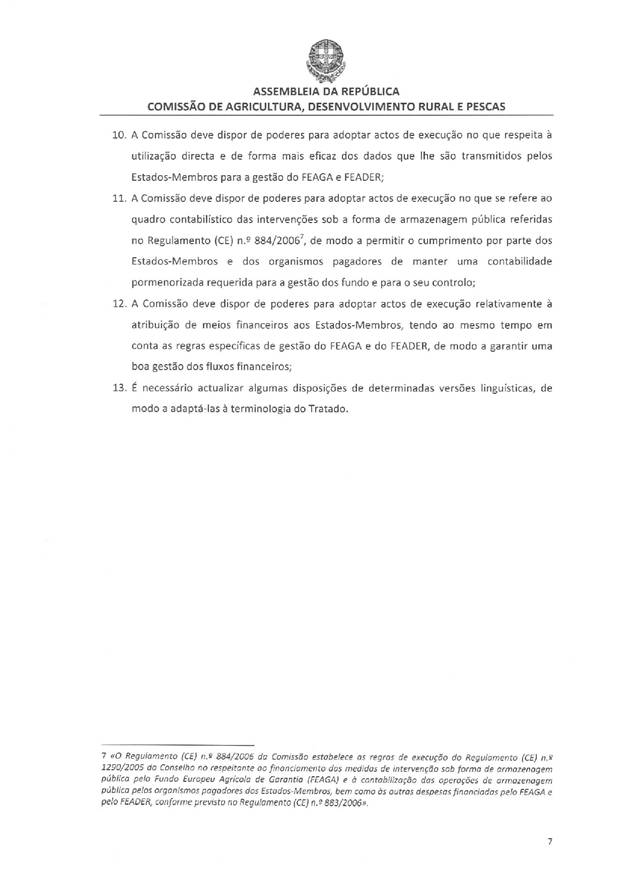 ASSEMBLEIA DA REPÚBLICA
COMISSÃO DE AGRICULTURA, DESENVOLVIMENTO RURAL E PESCAS
10. A Comissão deve dispor de poderes para adoptar actos de execução no que respeita à
utilização directa e de forma mais eficaz dos dados que lhe são transmitidos pelos
Estados-Membros para a gestão do FEAGA e FEADER;
11. A Comissão deve dispor de poderes para adoptar actos de execução no que se refere ao
quadro contabilístico das intervenções sob a forma de armazenagem pública referidas
no Regulamento (CE) n.º 884/2006⁷, de modo a permitir o cumprimento por parte dos
Estados-Membros e dos organismos pagadores de manter uma contabilidade
pormenorizada requerida para a gestão dos fundo e para o seu controlo;
12. A Comissão deve dispor de poderes para adoptar actos de execução relativamente à
atribuição de meios financeiros aos Estados-Membros, tendo ao mesmo tempo em
conta as regras específicas de gestão do FEAGA e do FEADER, de modo a garantir uma
boa gestão dos fluxos financeiros;
13. É necessário actualizar algumas disposições de determinadas versões linguísticas, de
modo a adaptá-las à terminologia do Tratado.
7 «O Regulamento (CE) n.º 884/2006 da Comissão estabelece as regras de execução do Regulamento (CE) n.º
1290/2005 do Conselho no respeitante ao financiamento das medidas de intervenção sob forma de armazenagem
pública pelo Fundo Europeu Agrícola de Garantia (FEAGA) e à contabilização das operações de armazenagem
pública pelos organismos pagadores dos Estados-Membros, bem como às outras despesas financiadas pelo FEAGA e
pelo FEADER, conforme previsto no Regulamento (CE) n.º 883/2006».
7